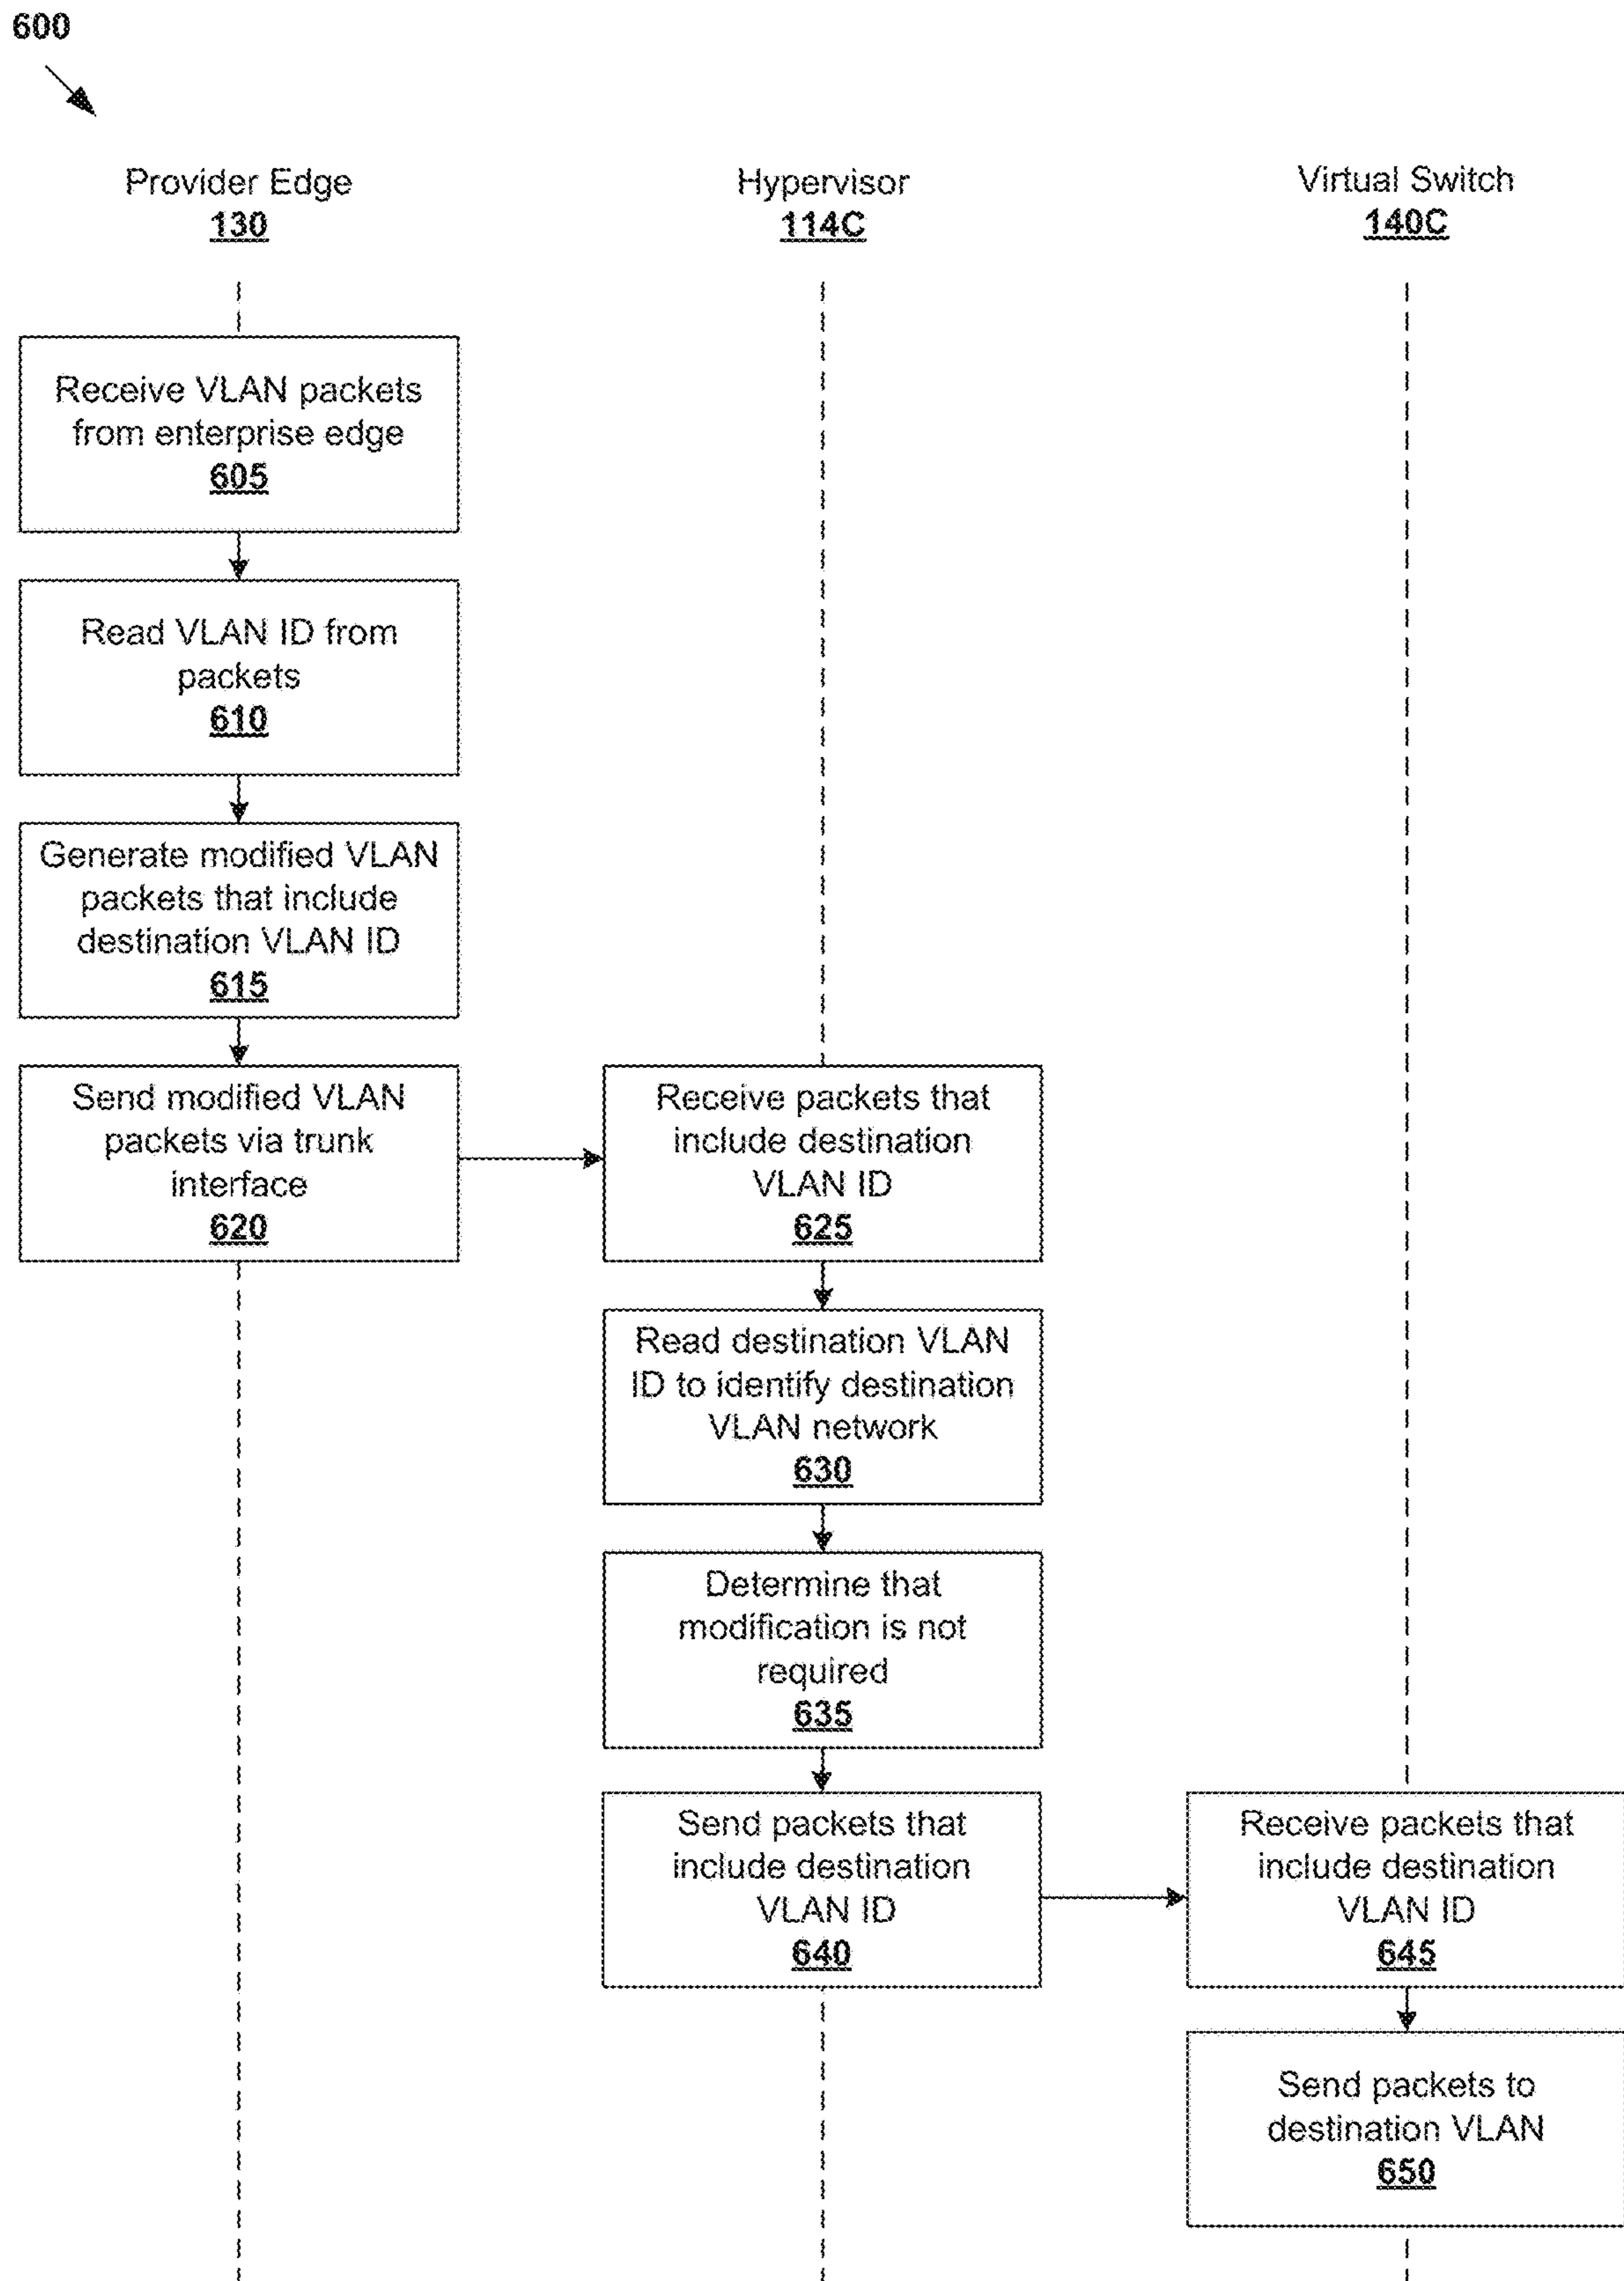 600
Provider Edge
130
Hypervisor
114C
Virtual Switch
140C
Receive VLAN packets
from enterprise edge
605
Read VLAN ID from
packets
610
Generate modified VLAN
packets that include
destination VLAN ID
615
Send modified VLAN
packets via trunk
interface
620
Receive packets that
include destination
VLAN ID
625
Read destination VLAN
ID to identify destination
VLAN network
630
Determine that
modification is not
required
635
Send packets that
include destination
VLAN ID
640
Receive packets that
include destination
VLAN ID
645
Send packets to
destination VLAN
650